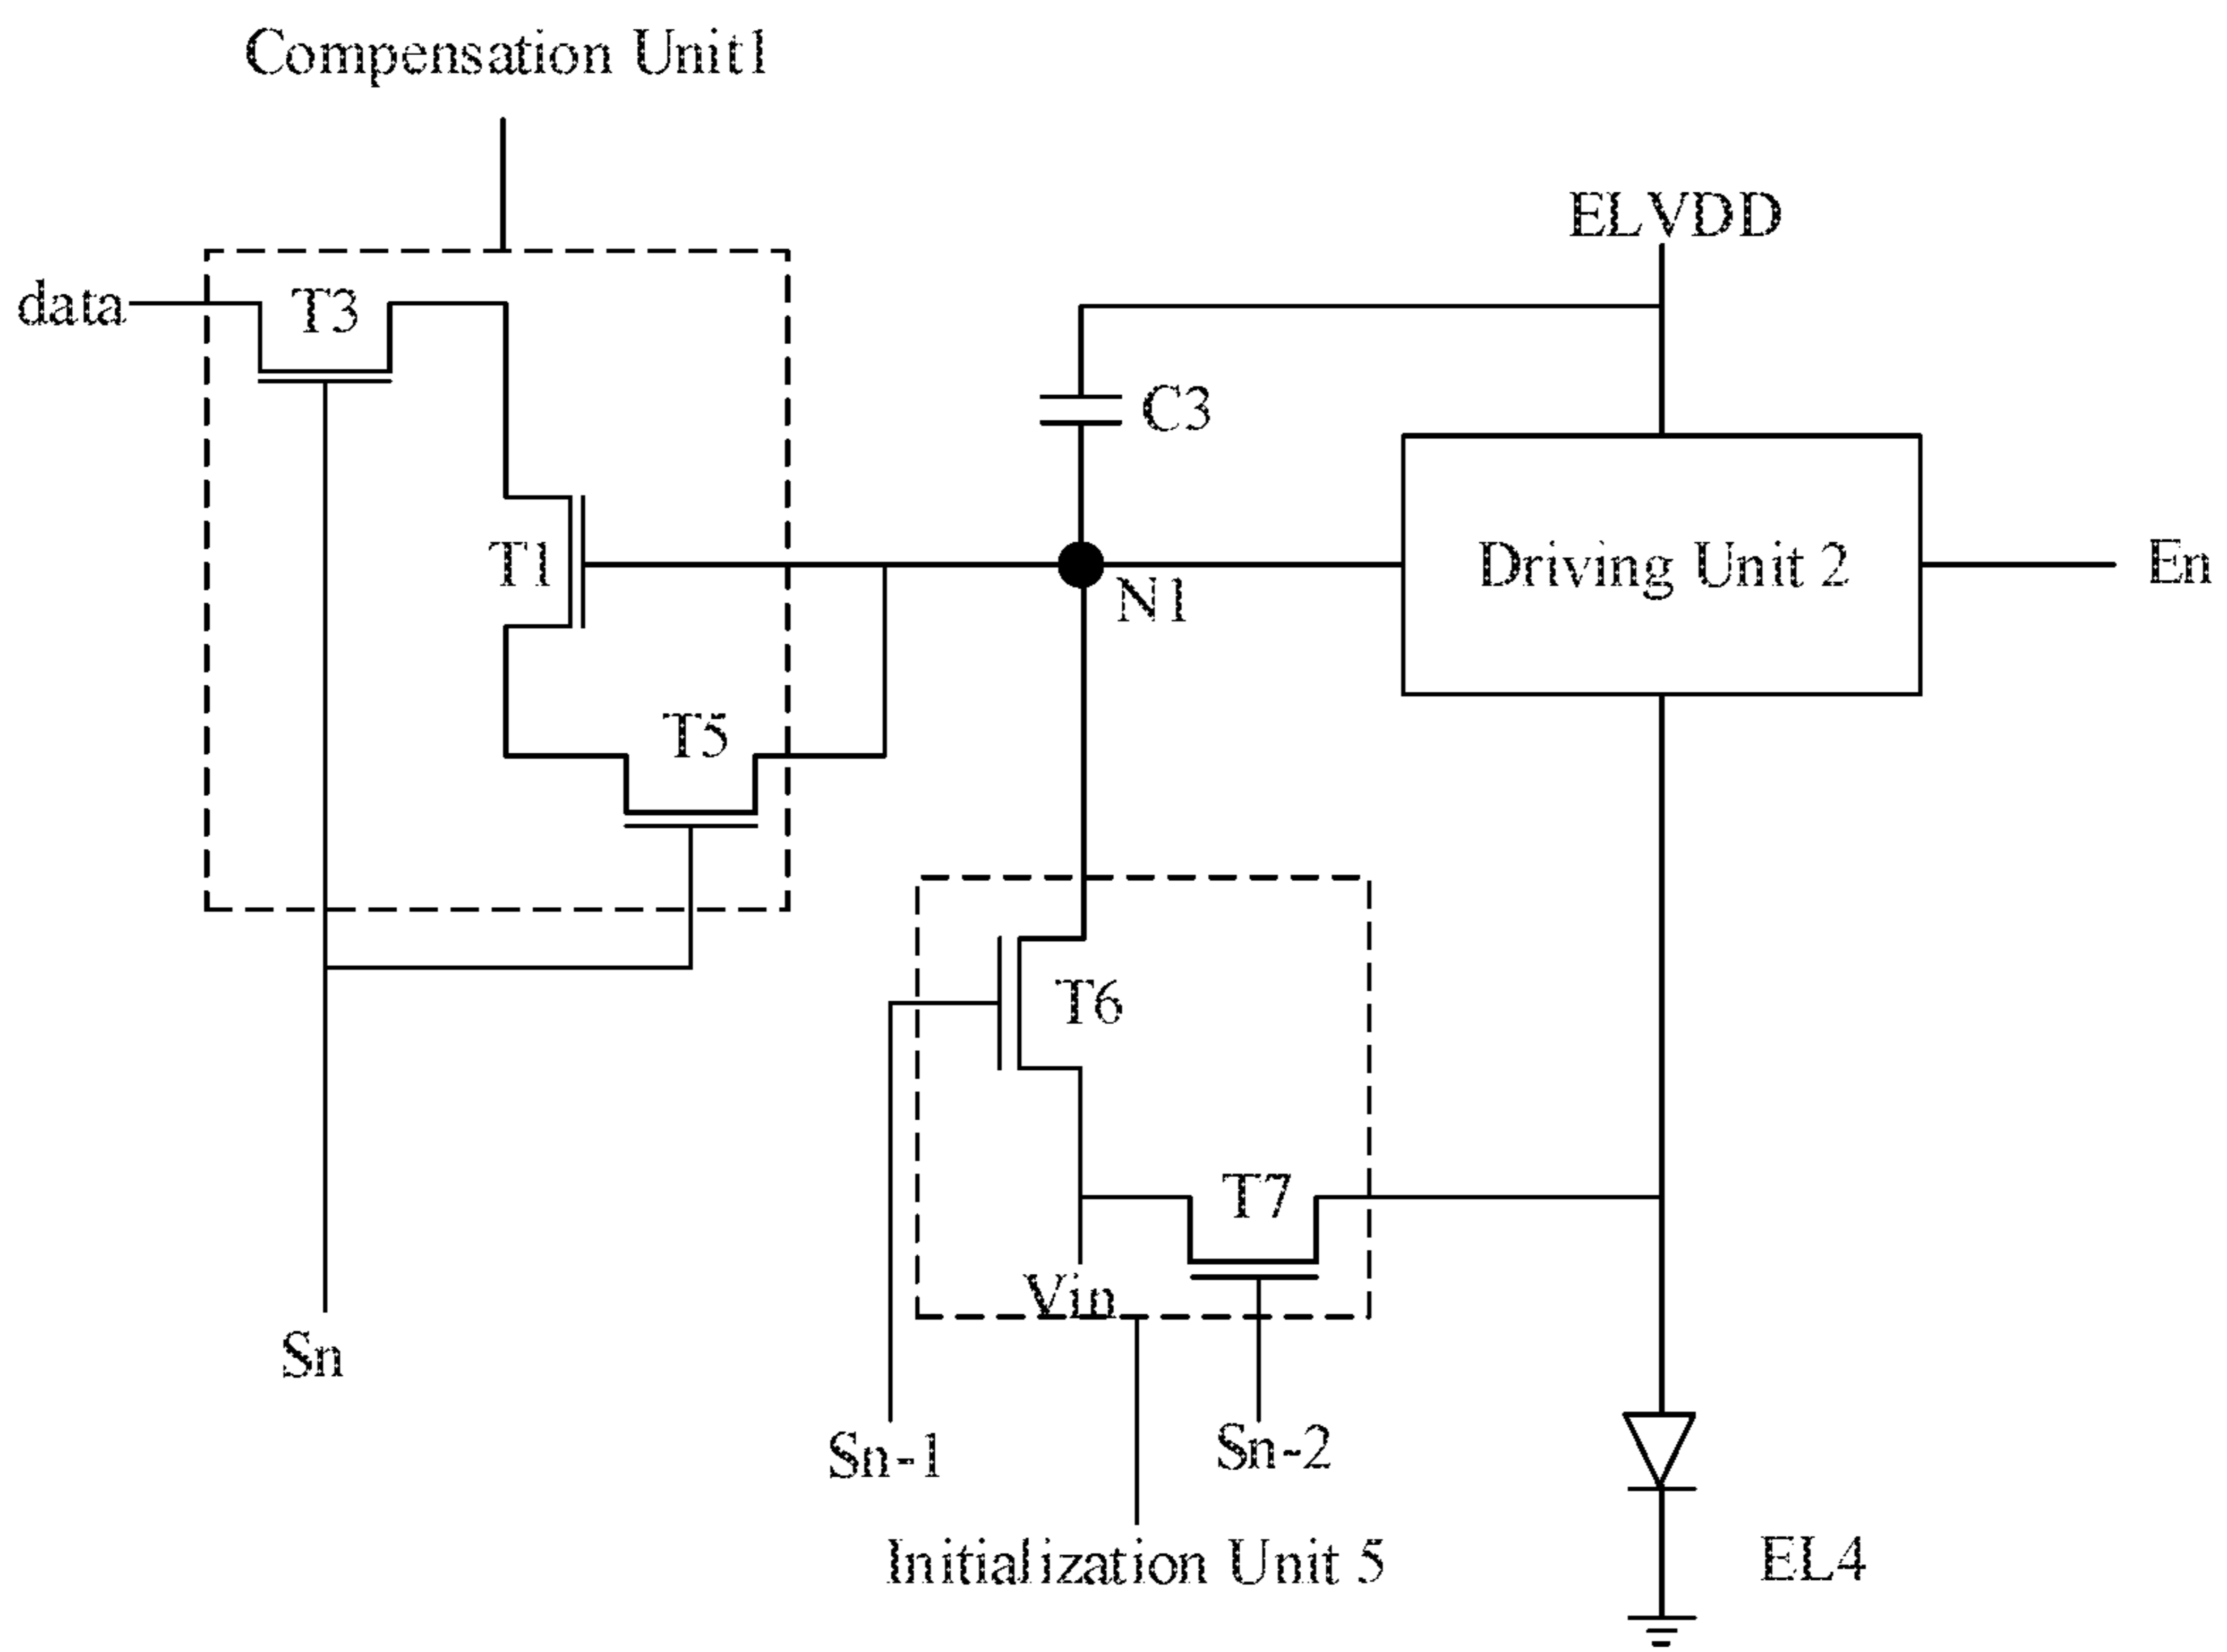 Compensation Unit1
ELVDD
data
T3
C3
T1
Driving Unit 2
En
N1
T5
T6
T7
Vin
Sn
Sn-1
Sn-2
Initialization Unit 5
EL4